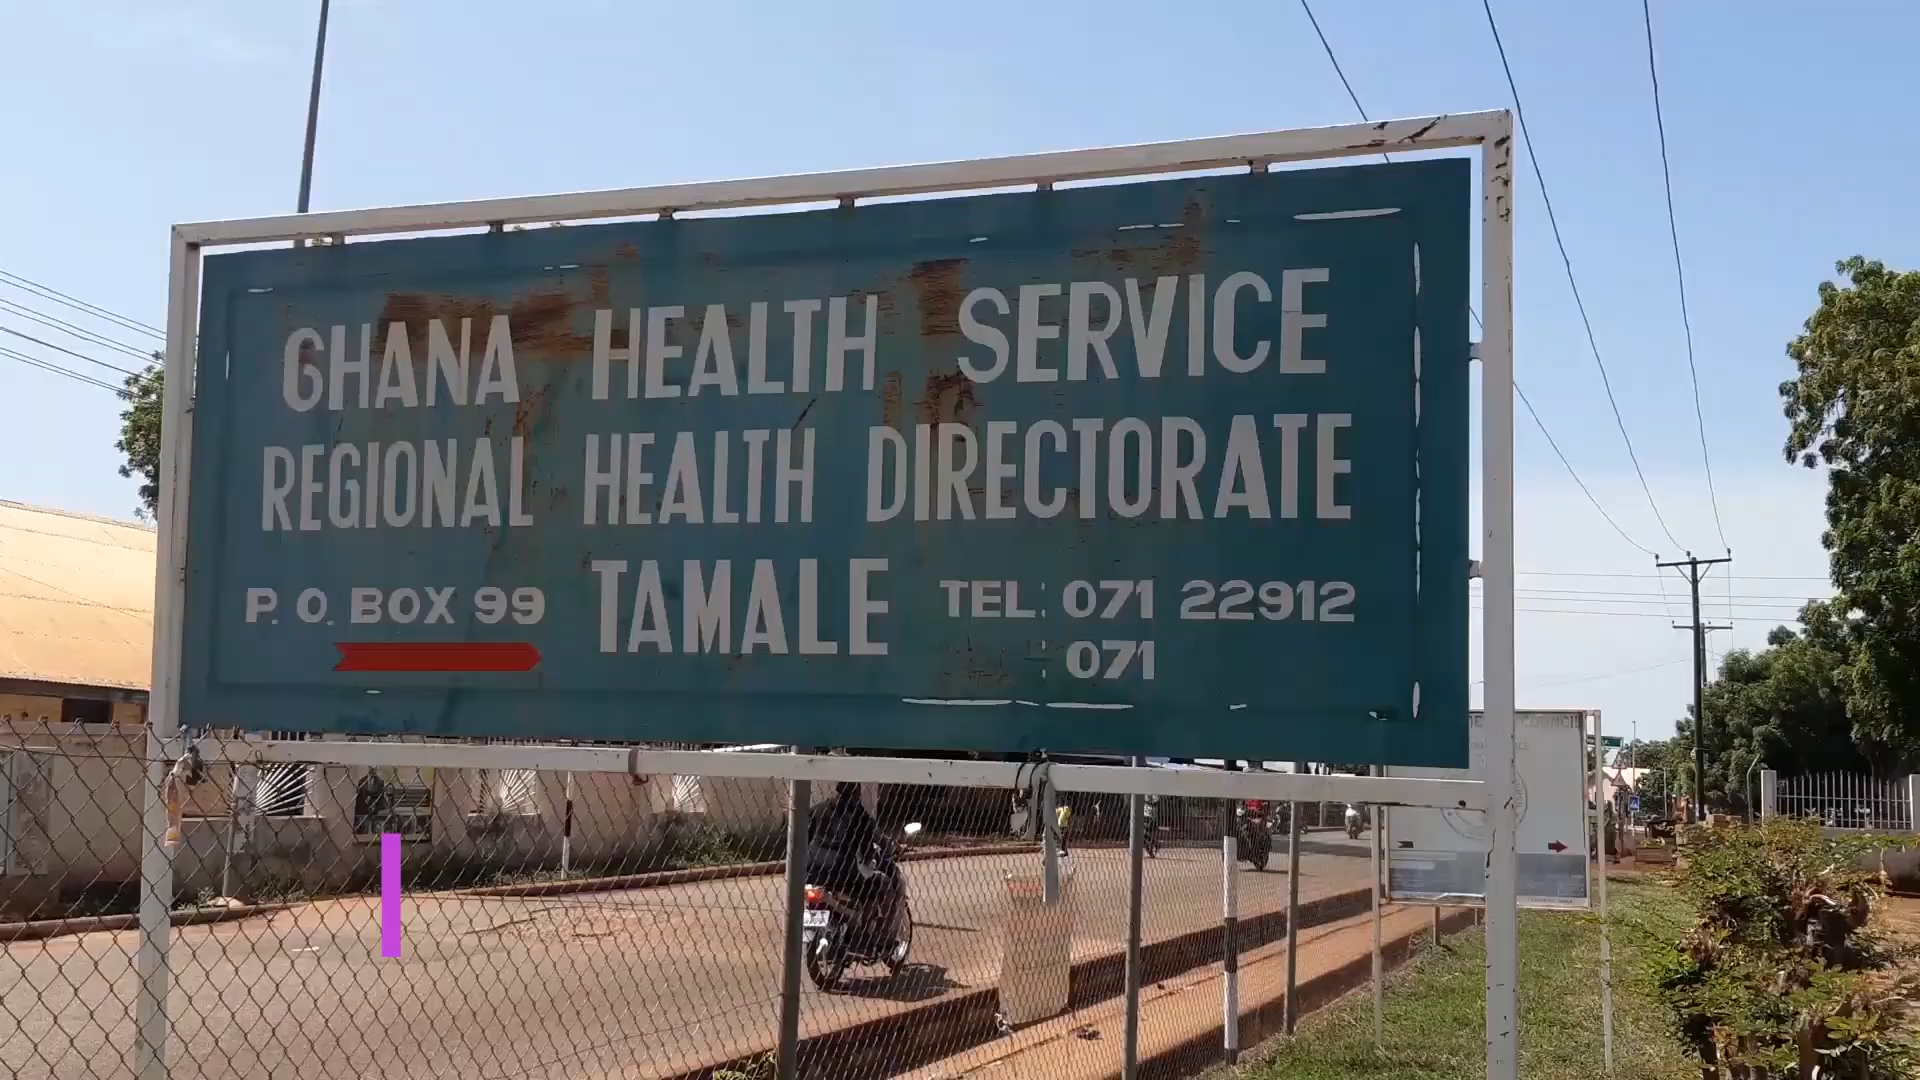 GHANA HEALTH SERVICE
REGIONAL HEALTH DIRECTORATE
P. O. BOX 99 TAMALE TEL: 071 22912
: 071